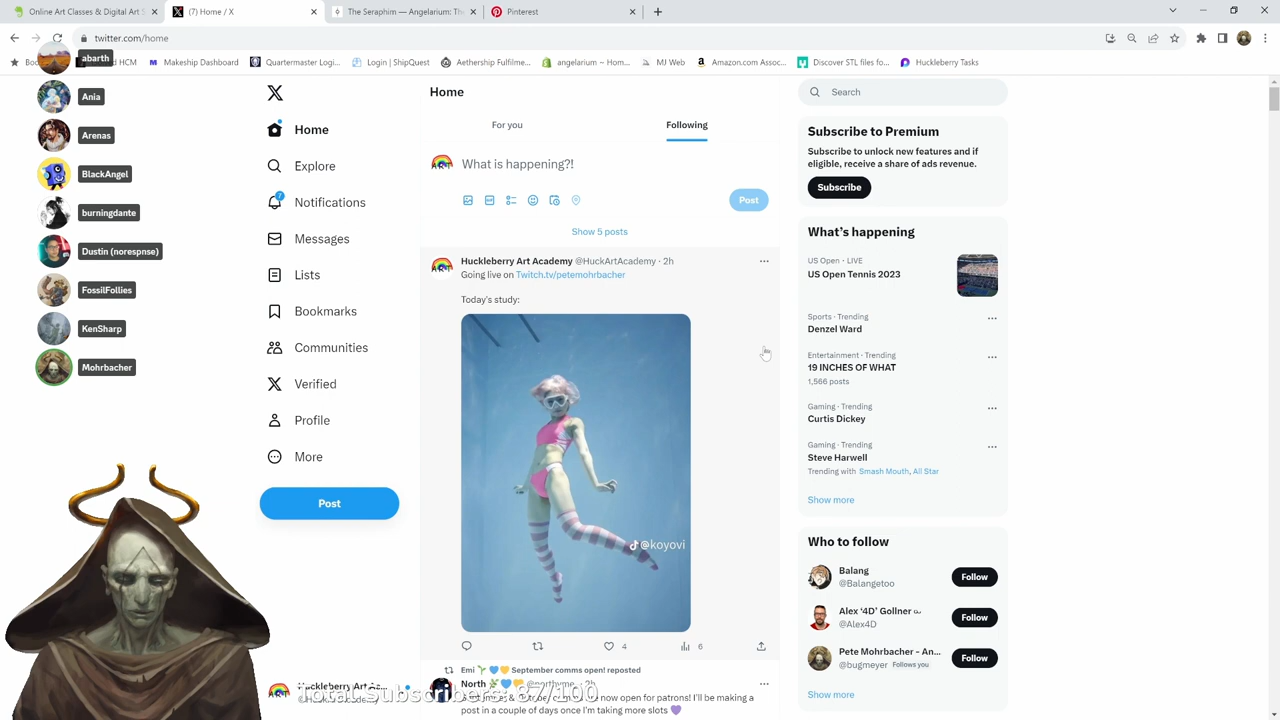 Online Art Classes & Digital Art S
(7) Home / X
The Seraphim — Angelarium: The
Pinterest
twitter.com/home
HCM
Makeship Dashboard
Quartermaster Logi...
Login | ShipQuest
Aethership Fulfilme...
angelarium ~ Hom...
MJ Web
Amazon.com Assoc...
Discover STL files fo...
Huckleberry Tasks
abarth
Ania
Arenas
BlackAngel
burningdante
Dustin (norespnse)
FossilFollies
KenSharp
Mohrbacher
Home
Explore
7
Notifications
Messages
Lists
Bookmarks
Communities
Verified
Profile
More
Post
Huckleberry Ar
Total Subscribers: 87/100
Home
For you
Following
What is happening?!
Post
Show 5 posts
Huckleberry Art Academy @HuckArtAcademy · 2h
Going live on Twitch.tv/petemohrbacher
Today's study:
@koyovi
4
6
Emi September comms open! reposted
North
now open for patrons! I'll be making a
post in a couple of days once I'm taking more slots
Search
Subscribe to Premium
Subscribe to unlock new features and if
eligible, receive a share of ads revenue.
Subscribe
What's happening
US Open · LIVE
US Open Tennis 2023
Sports · Trending
Denzel Ward
Entertainment · Trending
19 INCHES OF WHAT
1,566 posts
Gaming · Trending
Curtis Dickey
Gaming · Trending
Steve Harwell
Trending with Smash Mouth, All Star
Show more
Who to follow
Balang
@Balangetoo
Follow
Alex '4D' Gollner
@Alex4D
Follow
Pete Mohrbacher - An...
@bugmeyer Follows you
Follow
Show more